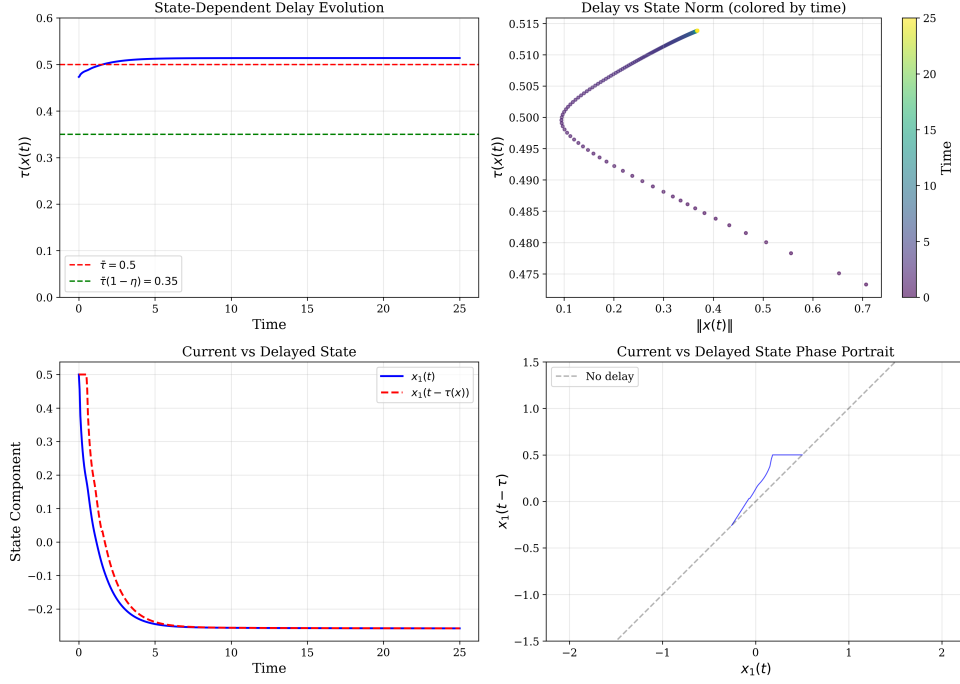 State-Dependent Delay Evolution
0.6
0.5
0.4
0.3
0.2
0.1
0.0
τ(x(t))
τ̄ = 0.5
τ̄(1 − η) = 0.35
0 5 10 15 20 25
Time
Delay vs State Norm (colored by time)
0.515
0.510
0.505
0.500
0.495
0.490
0.485
0.480
0.475
τ(x(t))
0.1 0.2 0.3 0.4 0.5 0.6 0.7
‖x(t)‖
25
20
15
10
5
0
Time
Current vs Delayed State
0.5
0.4
0.3
0.2
0.1
0.0
−0.1
−0.2
State Component
x₁(t)
x₁(t − τ(x))
0 5 10 15 20 25
Time
Current vs Delayed State Phase Portrait
1.5
1.0
0.5
0.0
−0.5
−1.0
−1.5
x₁(t − τ)
No delay
−2 −1 0 1 2
x₁(t)